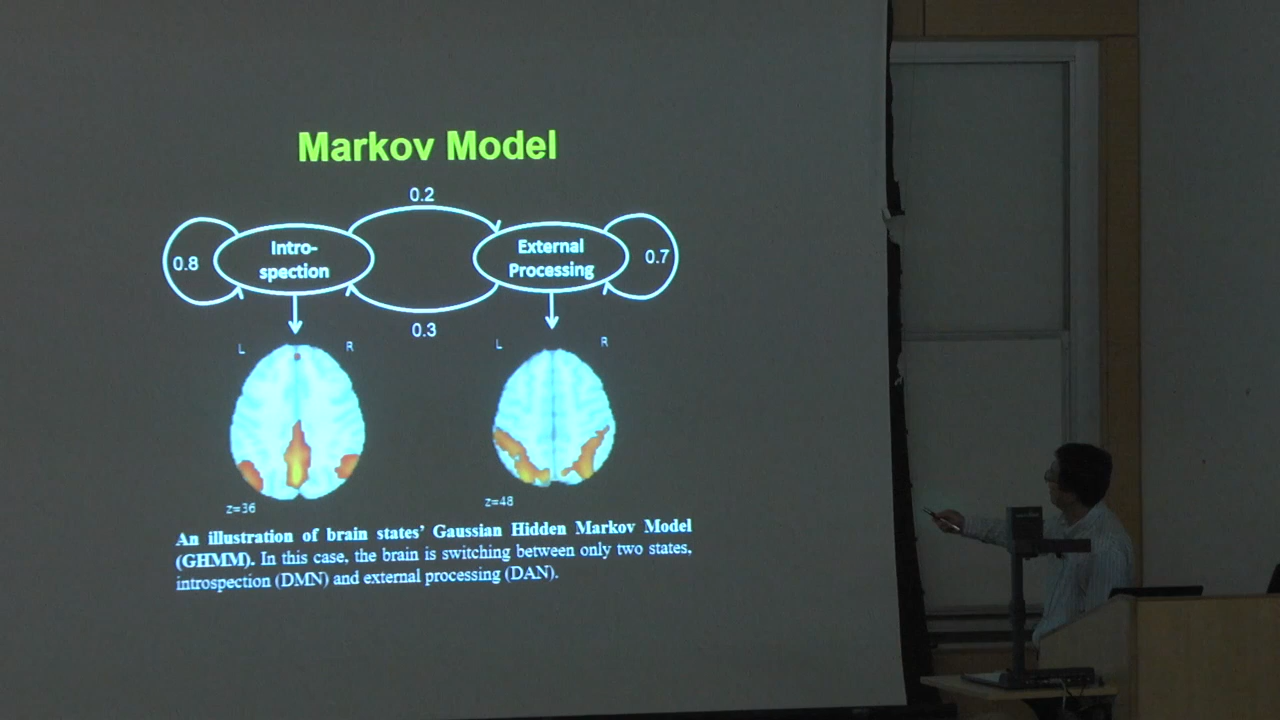 Markov Model
0.2
0.8
Intro-
spection
External
Processing
0.7
0.3
L
R
L
R
z=36
z=48
An illustration of brain states' Gaussian Hidden Markov Model
(GHMM). In this case, the brain is switching between only two states,
introspection (DMN) and external processing (DAN).